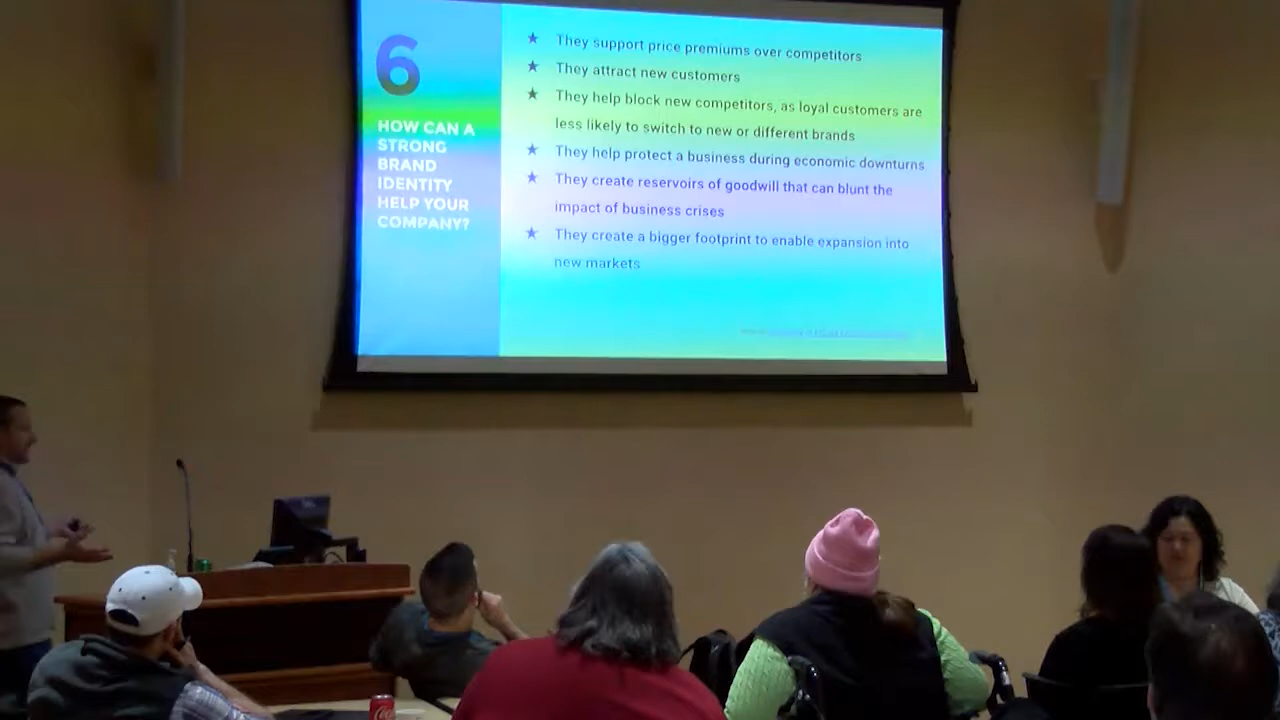 6
HOW CAN A
STRONG
BRAND
IDENTITY
HELP YOUR
COMPANY?
★ They support price premiums over competitors
★ They attract new customers
★ They help block new competitors, as loyal customers are
less likely to switch to new or different brands
★ They help protect a business during economic downturns
★ They create reservoirs of goodwill that can blunt the
impact of business crises
★ They create a bigger footprint to enable expansion into
new markets